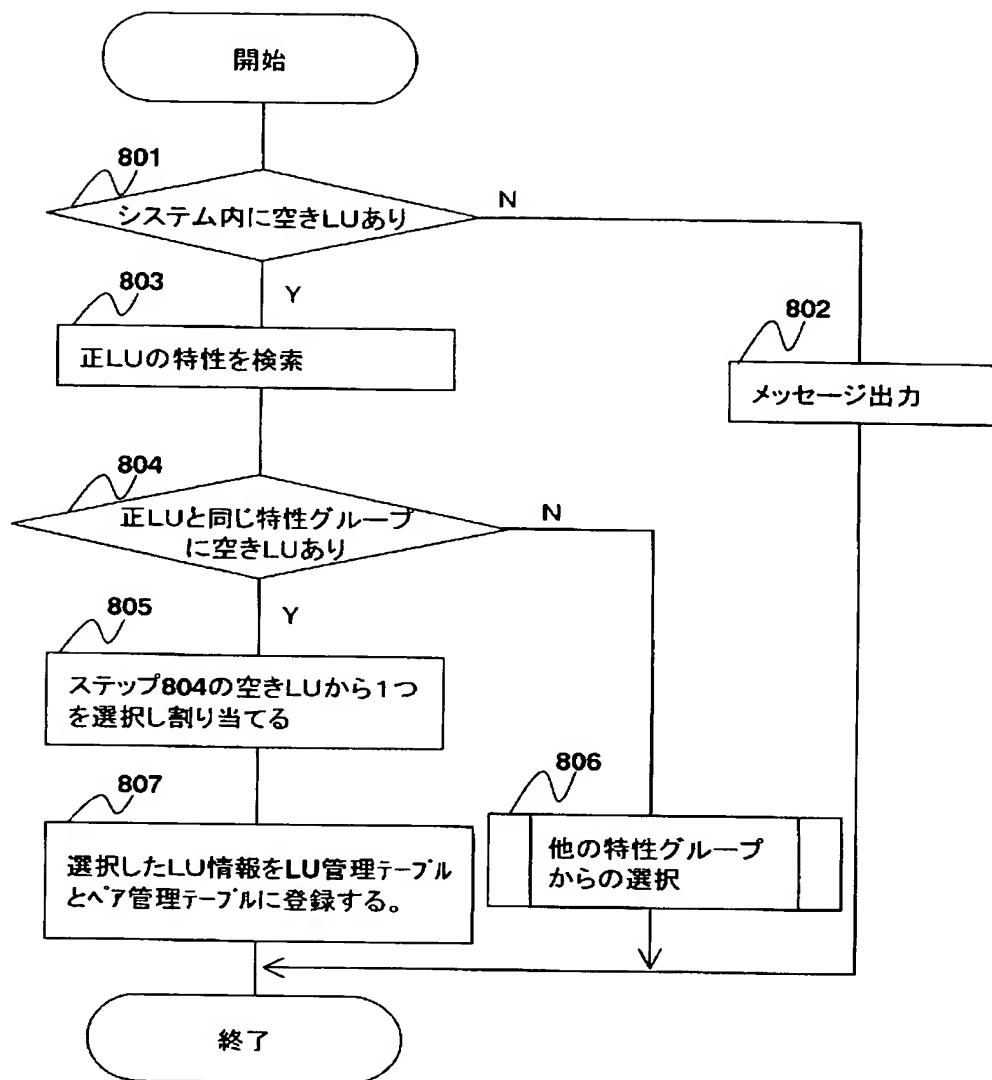 開始
801
システム内に空きLUあり
N
Y
803
正LUの特性を検索
802
メッセージ出力
804
正LUと同じ特性グループ
に空きLUあり
N
Y
805
ステップ804の空きLUから1つ
を選択し割り当てる
807
選択したLU情報をLU管理テーブル
とペア管理テーブルに登録する。
806
他の特性グループ
からの選択
終了